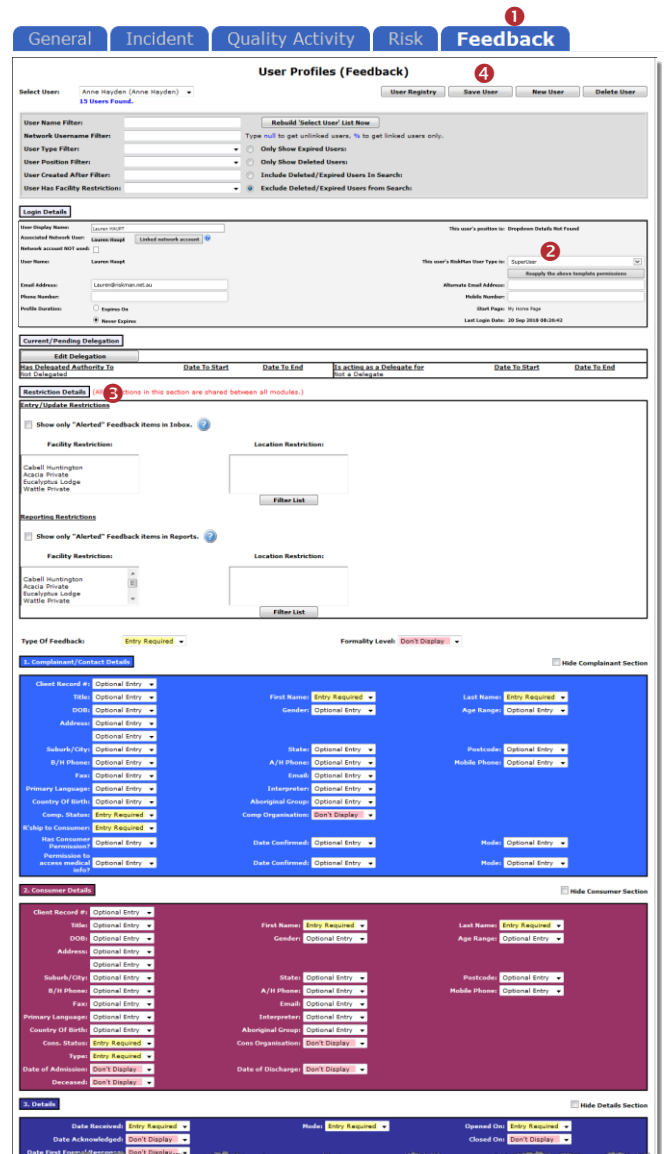 1
General Incident Quality Activity Risk Feedback
User Profiles (Feedback)
4
Select User: Anne Hayden (Anne Hayden) User Registry Save User New User Delete User
15 Users Found.
User Name Filter: Rebuild 'Select User' List Now
Network Username Filter: Type null to get unlinked users, % to get linked users only.
User Type Filter: Only Show Expired Users:
User Position Filter: Only Show Deleted Users:
User Created After Filter: Include Deleted/Expired Users In Search:
User Has Facility Restriction: Exclude Deleted/Expired Users from Search:
Login Details
User Display Name: Lauren HAUPT This user's position is: Dropdown Details Not Found
Associated Network User: Lauren Haupt Linked network account
Network account NOT used:
2
User Name: Lauren Haupt This user's RiskMan User Type is: SuperUser
Reapply the above template permissions
Email Address: Lauren@riskman.net.au Alternate Email Address:
Phone Number: Mobile Number:
Profile Duration: Expires On Start Page: My Home Page
Never Expires Last Login Date: 20 Sep 2018 08:26:42
Current/Pending Delegation
Edit Delegation
Has Delegated Authority To Date To Start Date To End Is acting as a Delegate for Date To Start Date To End
Not Delegated Not a Delegate
Restriction Details 3 ctions in this section are shared between all modules.)
Entry/Update Restrictions
Show only "Alerted" Feedback items in Inbox.
Facility Restriction: Location Restriction:
Cabell Huntington
Acacia Private
Eucalyptus Lodge
Wattle Private
Filter List
Reporting Restrictions
Show only "Alerted" Feedback items in Reports.
Facility Restriction: Location Restriction:
Cabell Huntington
Acacia Private
Eucalyptus Lodge
Wattle Private
Filter List
Type Of Feedback: Entry Required Formality Level: Don't Display
1. Complainant/Contact Details Hide Complainant Section
Client Record #: Optional Entry
Title: Optional Entry First Name: Entry Required Last Name: Entry Required
DOB: Optional Entry Gender: Optional Entry Age Range: Optional Entry
Address: Optional Entry
Optional Entry
Suburb/City: Optional Entry State: Optional Entry Postcode: Optional Entry
B/H Phone: Optional Entry A/H Phone: Optional Entry Mobile Phone: Optional Entry
Fax: Optional Entry Email: Optional Entry
Primary Language: Optional Entry Interpreter: Optional Entry
Country Of Birth: Optional Entry Aboriginal Group: Optional Entry
Comp. Status: Entry Required Comp Organisation: Don't Display
R'ship to Consumer: Entry Required
Has Consumer Permission? Optional Entry Date Confirmed: Optional Entry Mode: Optional Entry
Permission to access medical info? Optional Entry Date Confirmed: Optional Entry Mode: Optional Entry
2. Consumer Details Hide Consumer Section
Client Record #: Optional Entry
Title: Optional Entry First Name: Entry Required Last Name: Entry Required
DOB: Optional Entry Gender: Optional Entry Age Range: Optional Entry
Address: Optional Entry
Optional Entry
Suburb/City: Optional Entry State: Optional Entry Postcode: Optional Entry
B/H Phone: Optional Entry A/H Phone: Optional Entry Mobile Phone: Optional Entry
Fax: Optional Entry Email: Optional Entry
Primary Language: Optional Entry Interpreter: Optional Entry
Country Of Birth: Optional Entry Aboriginal Group: Optional Entry
Cons. Status: Entry Required Cons Organisation: Don't Display
Type: Entry Required
Date of Admission: Don't Display Date of Discharge: Don't Display
Deceased: Don't Display
3. Details Hide Details Section
Date Received: Entry Required Mode: Entry Required Opened On: Entry Required
Date Acknowledged: Don't Display Closed On: Don't Display
Date First Formal Don't Display